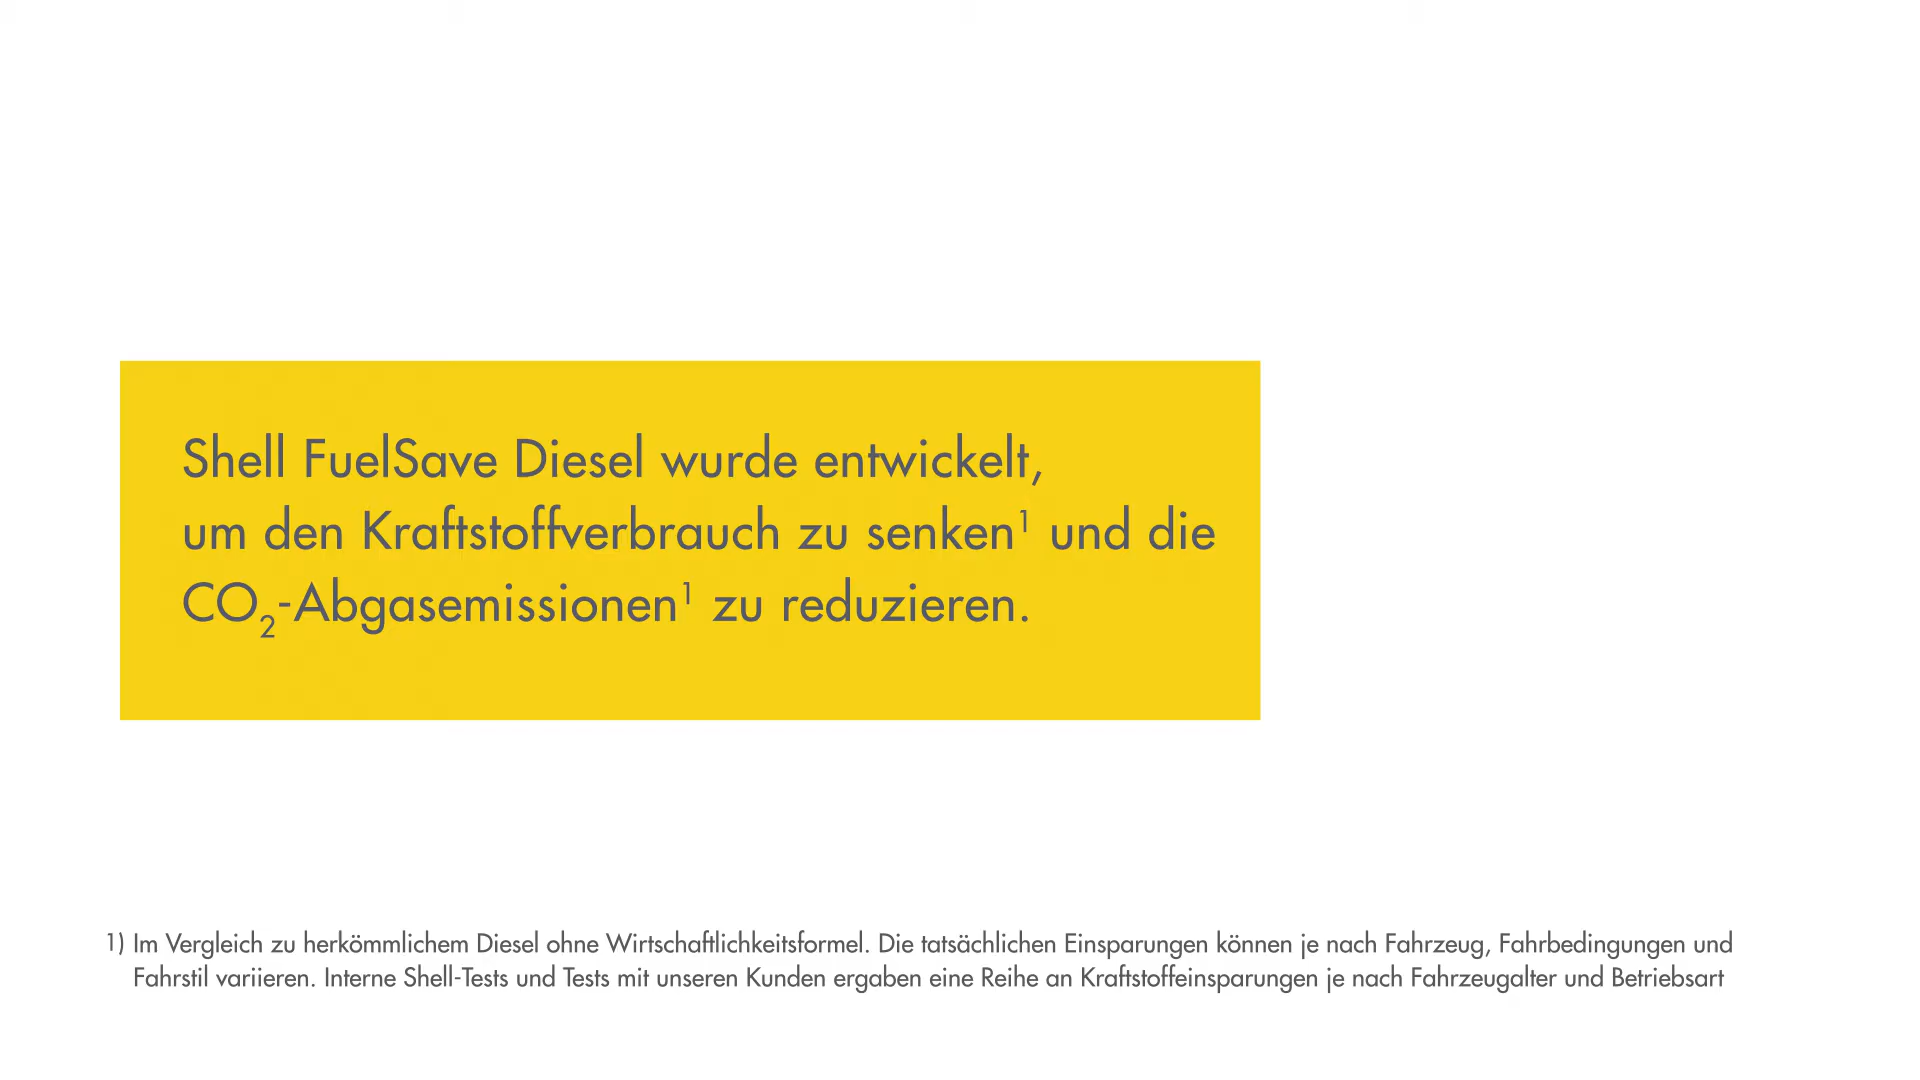 Shell FuelSave Diesel wurde entwickelt,
um den Kraftstoffverbrauch zu senken¹ und die
CO₂-Abgasemissionen¹ zu reduzieren.
1) Im Vergleich zu herkömmlichem Diesel ohne Wirtschaftlichkeitsformel. Die tatsächlichen Einsparungen können je nach Fahrzeug, Fahrbedingungen und
Fahrstil variieren. Interne Shell-Tests und Tests mit unseren Kunden ergaben eine Reihe an Kraftstoffeinsparungen je nach Fahrzeugalter und Betriebsart